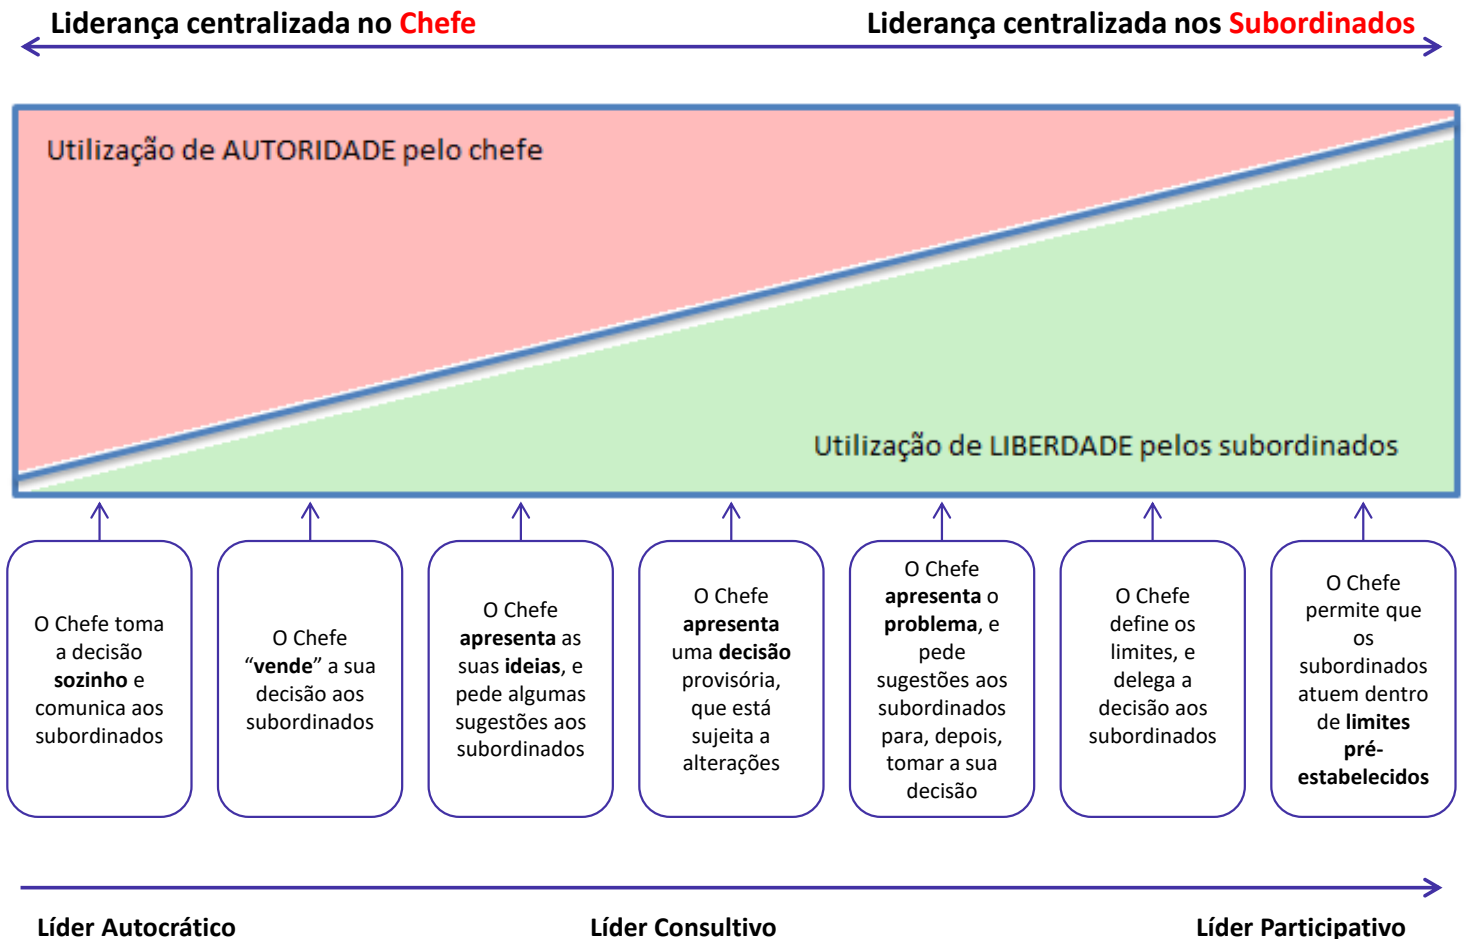 Liderança centralizada no Chefe
Liderança centralizada nos Subordinados
Utilização de AUTORIDADE pelo chefe
Utilização de LIBERDADE pelos subordinados
O Chefe toma
a decisão
sozinho e
comunica aos
subordinados
O Chefe
“vende” a sua
decisão aos
subordinados
O Chefe
apresenta as
suas ideias, e
pede algumas
sugestões aos
subordinados
O Chefe
apresenta
uma decisão
provisória,
que está
sujeita a
alterações
O Chefe
apresenta o
problema, e
pede
sugestões aos
subordinados
para, depois,
tomar a sua
decisão
O Chefe
define os
limites, e
delega a
decisão aos
subordinados
O Chefe
permite que
os
subordinados
atuem dentro
de limites
pré-
estabelecidos
Líder Autocrático
Líder Consultivo
Líder Participativo